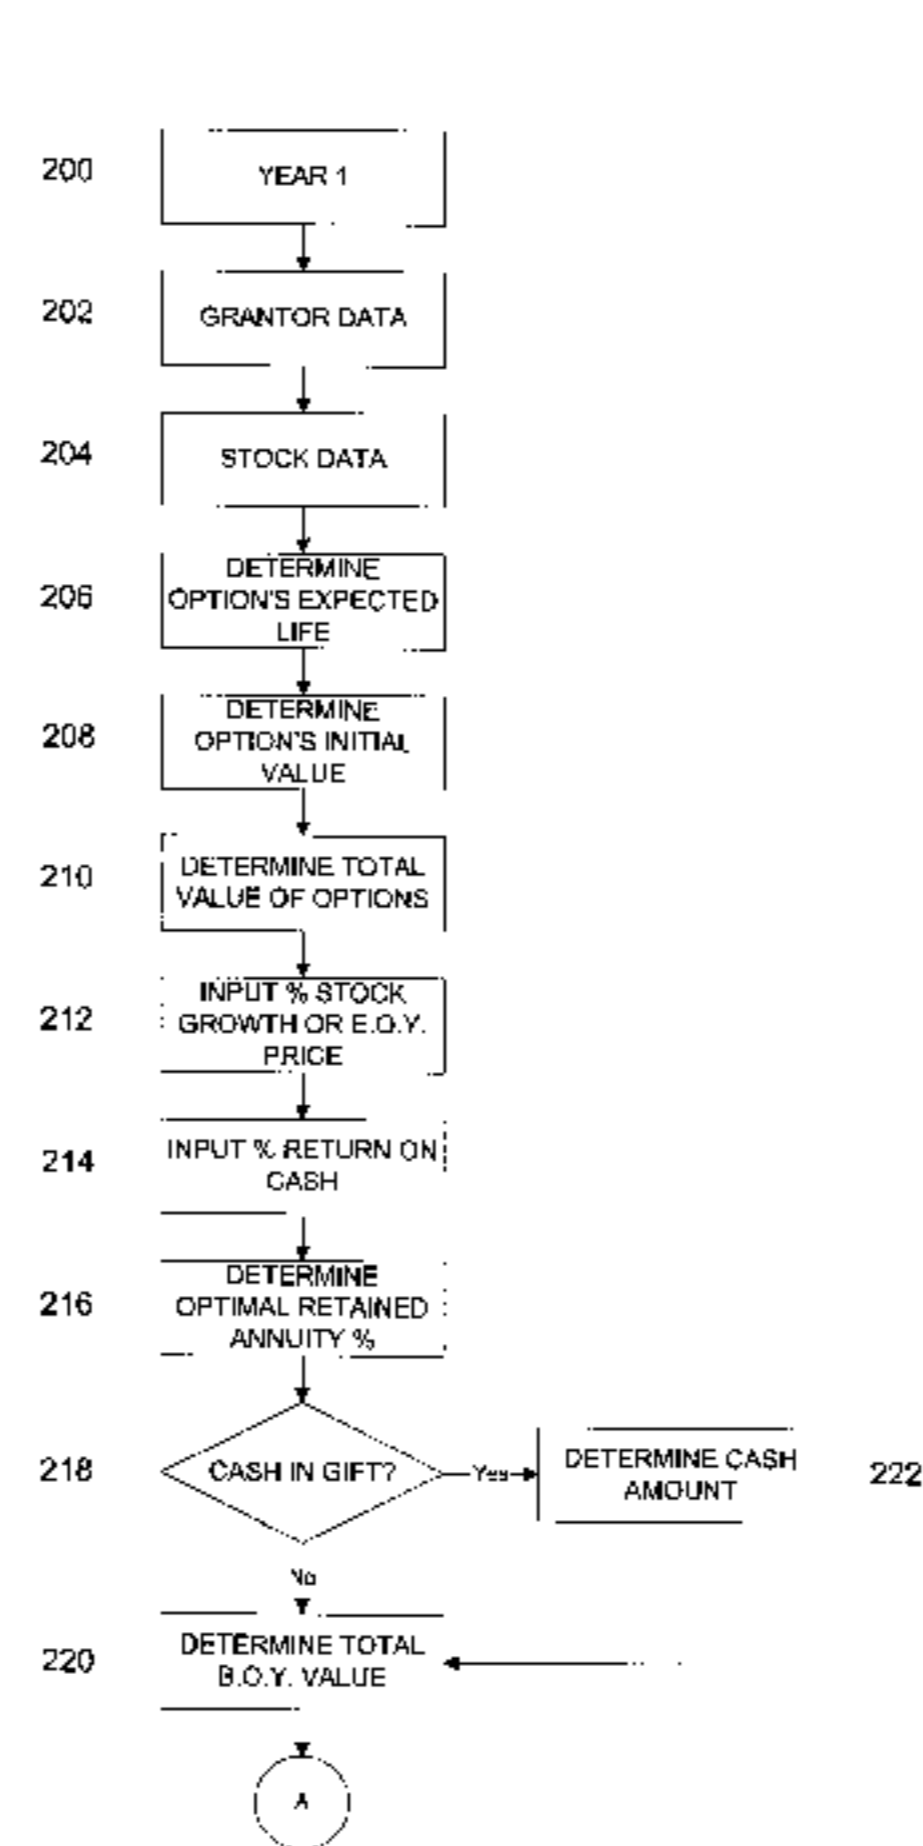 200
YEAR 1
202
GRANTOR DATA
204
STOCK DATA
206
DETERMINE
OPTION'S EXPECTED
LIFE
208
DETERMINE
OPTION'S INITIAL
VALUE
210
DETERMINE TOTAL
VALUE OF OPTIONS
212
INPUT % STOCK
GROWTH OR E.O.Y.
PRICE
214
INPUT % RETURN ON
CASH
216
DETERMINE
OPTIMAL RETAINED
ANNUITY %
218
CASH IN GIFT?
Yes
DETERMINE CASH
AMOUNT
222
No
220
DETERMINE TOTAL
B.O.Y. VALUE
A